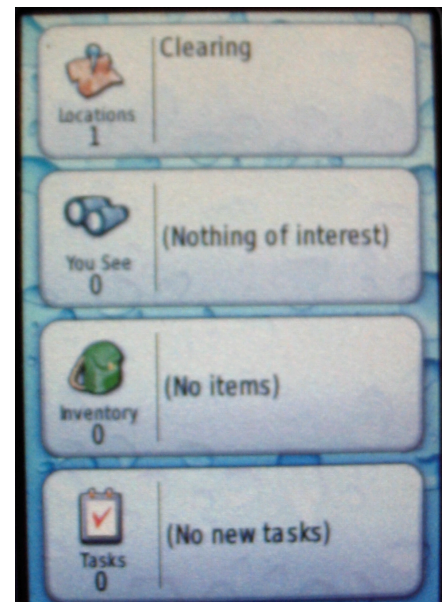 Clearing
Locations
1
(Nothing of interest)
You See
0
(No items)
Inventory
0
(No new tasks)
Tasks
0